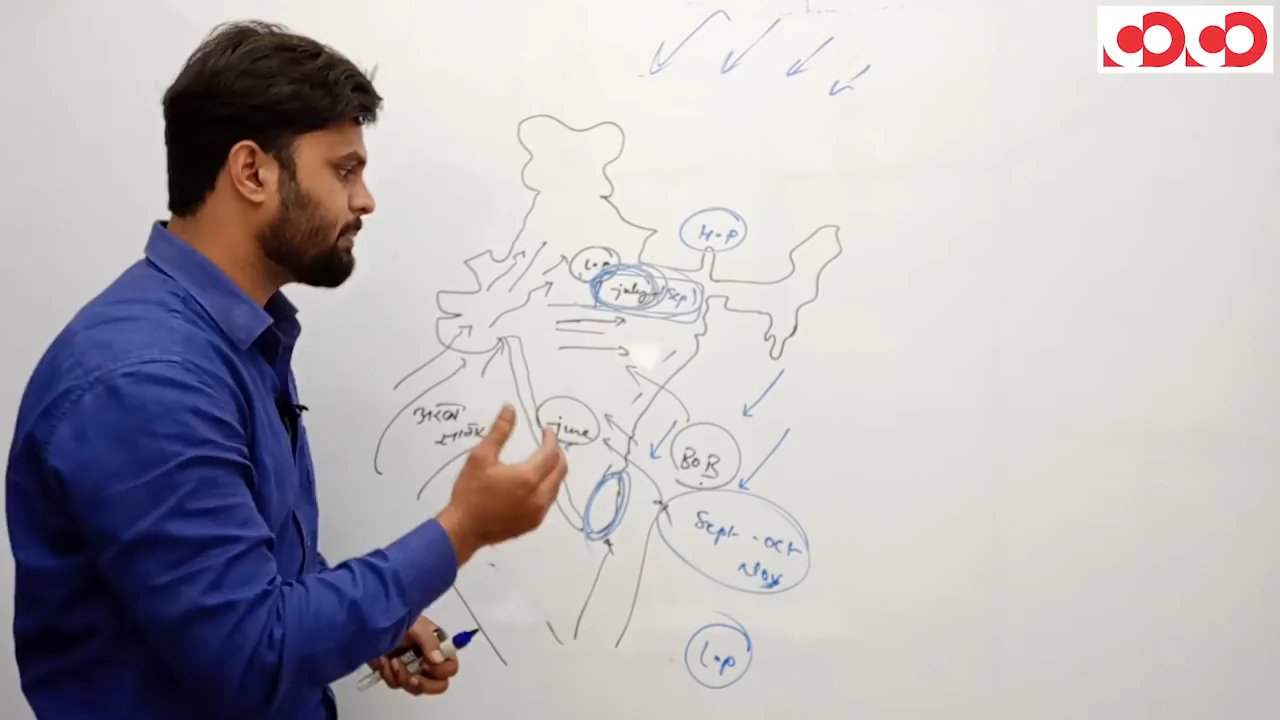 H-P
L-P
July-(Sep)
अरब
सागर
June
BOB
Sept - Oct
Nov
L-P